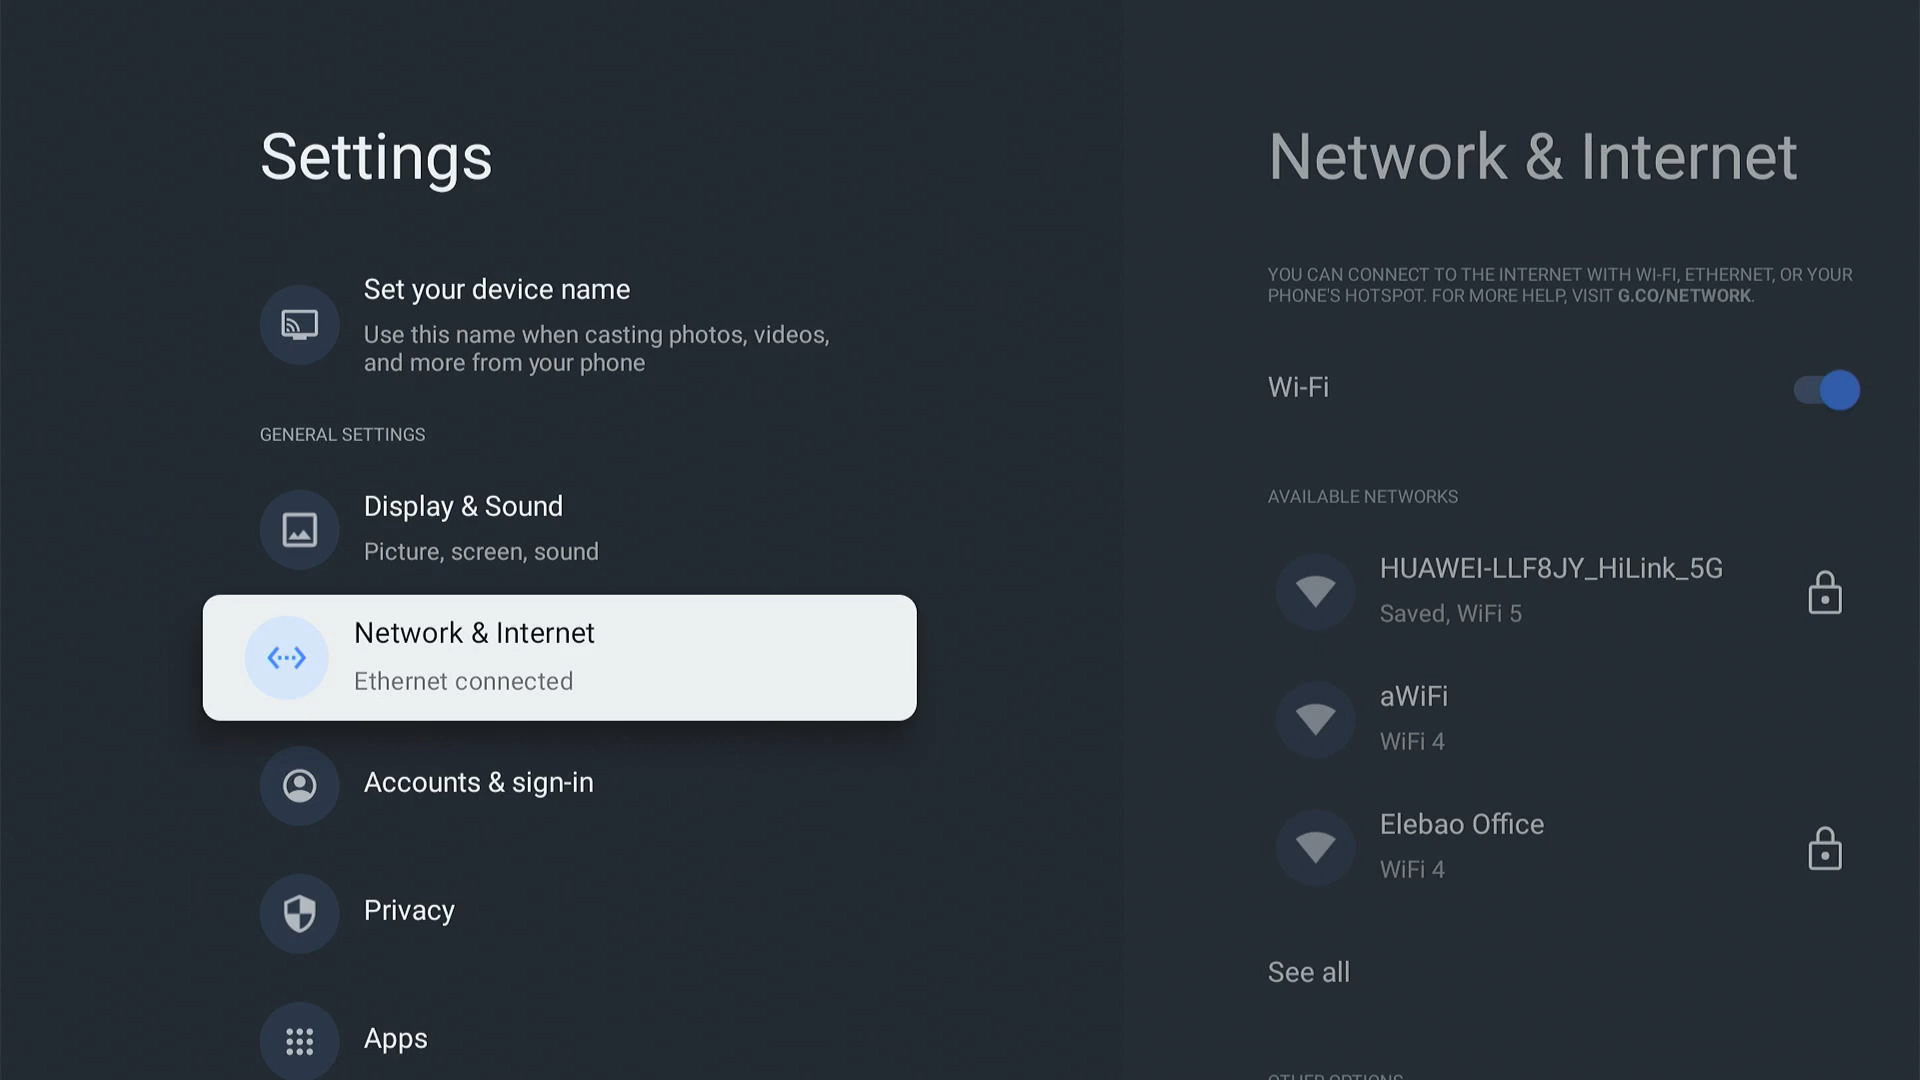 Settings
Set your device name
Use this name when casting photos, videos,
and more from your phone
GENERAL SETTINGS
Display & Sound
Picture, screen, sound
Network & Internet
Ethernet connected
Accounts & sign-in
Privacy
Apps
Network & Internet
YOU CAN CONNECT TO THE INTERNET WITH WI-FI, ETHERNET, OR YOUR
PHONE'S HOTSPOT. FOR MORE HELP, VISIT G.CO/NETWORK.
Wi-Fi
AVAILABLE NETWORKS
HUAWEI-LLF8JY_HiLink_5G
Saved, WiFi 5
aWiFi
WiFi 4
Elebao Office
WiFi 4
See all
OTHER OPTIONS